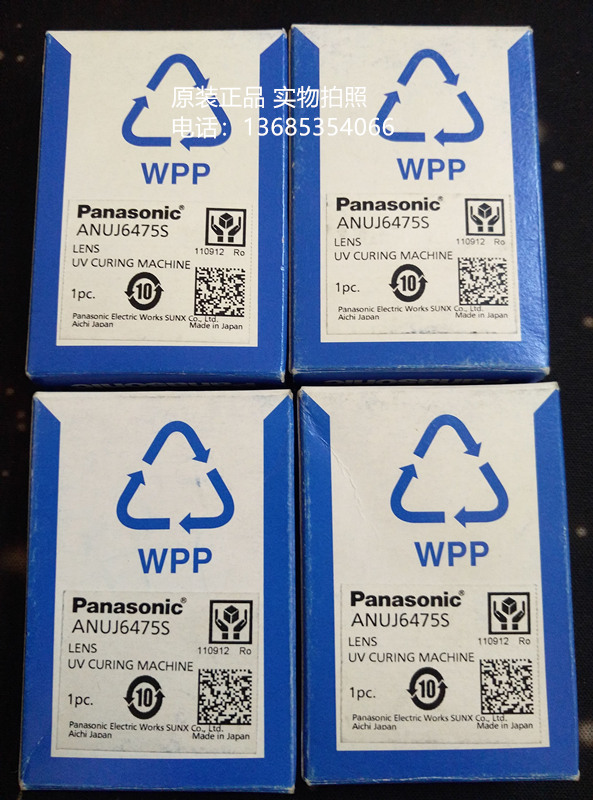 原装正品 实物拍照
电话：13685354066
WPP
Panasonic®
ANUJ6475S
LENS
110912 Ro
UV CURING MACHINE
1pc.
10
Panasonic Electric Works SUNX Co., Ltd.
Aichi Japan
Made in Japan
WPP
Panasonic®
ANUJ6475S
LENS
110912 Ro
UV CURING MACHINE
1pc.
10
Panasonic Electric Works SUNX Co., Ltd.
Aichi Japan
Made in Japan
Panasonic
Panasonic
WPP
Panasonic®
ANUJ6475S
LENS
110912 Ro
UV CURING MACHINE
1pc.
10
Panasonic Electric Works SUNX Co., Ltd.
Aichi Japan
Made in Japan
WPP
Panasonic®
ANUJ6475S
LENS
110912 Ro
UV CURING MACHINE
1pc.
10
Panasonic Electric Works SUNX Co., Ltd.
Aichi Japan
Made in Japan